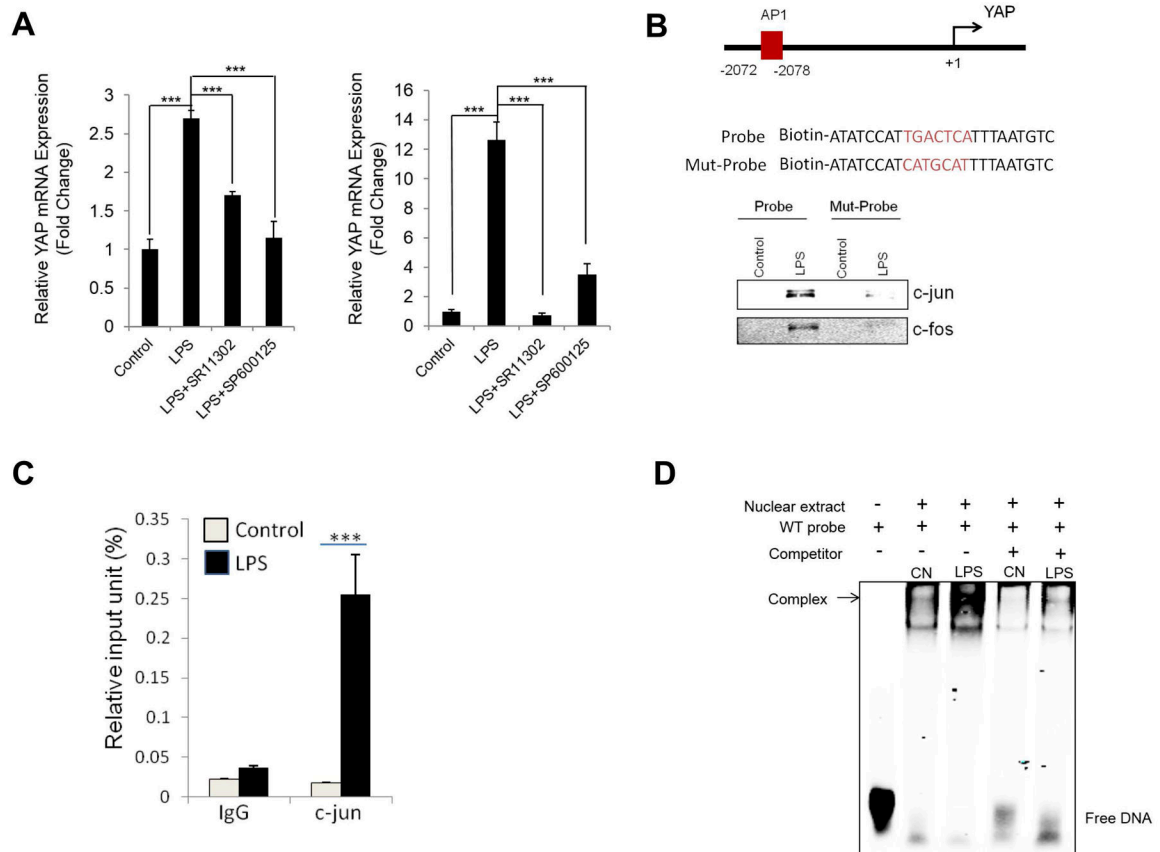 A
Relative YAP mRNA Expression
(Fold Change)
3
2.5
2
1.5
1
0.5
0
***
***
***
Control
LPS
LPS+SR11302
LPS+SP600125
Relative YAP mRNA Expression
(Fold Change)
16
14
12
10
8
6
4
2
0
***
***
***
Control
LPS
LPS+SR11302
LPS+SP600125
B
AP1
YAP
-2072
-2078
+1
Probe Biotin-ATATCCATTGACTCATTTAATGTC
Mut-Probe Biotin-ATATCCATCATGCATTTTAATGTC
Probe Mut-Probe
Control LPS Control LPS
c-jun
c-fos
C
Relative input unit (%)
0.35
0.3
0.25
0.2
0.15
0.1
0.05
0
Control
LPS
***
IgG c-jun
D
Nuclear extract - + + + +
WT probe + + + + +
Competitor - - - + +
CN LPS CN LPS
Complex
Free DNA